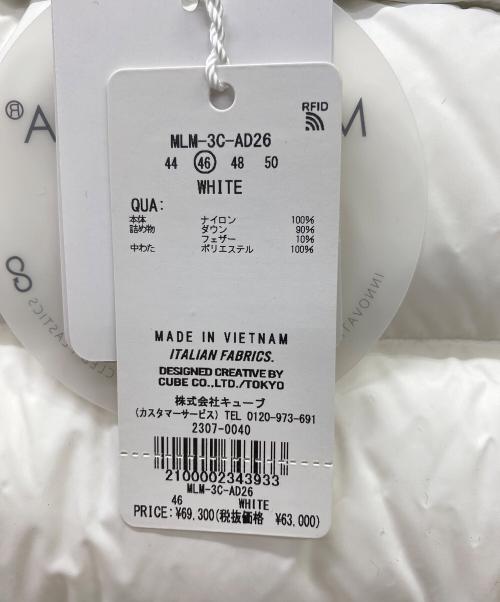 RFID
MLM-3C-AD26
44 46 48 50
WHITE
QUA:
本体 ナイロン 100%
詰め物 ダウン 90%
フェザー 10%
中わた ポリエステル 100%
MADE IN VIETNAM
ITALIAN FABRICS.
DESIGNED CREATIVE BY
CUBE CO.,LTD./TOKYO
株式会社キューブ
(カスタマーサービス) TEL 0120-973-691
2307-0040
2100002343933
MLM-3C-AD26
46 WHITE
PRICE:¥69,300(税抜価格 ¥63,000)